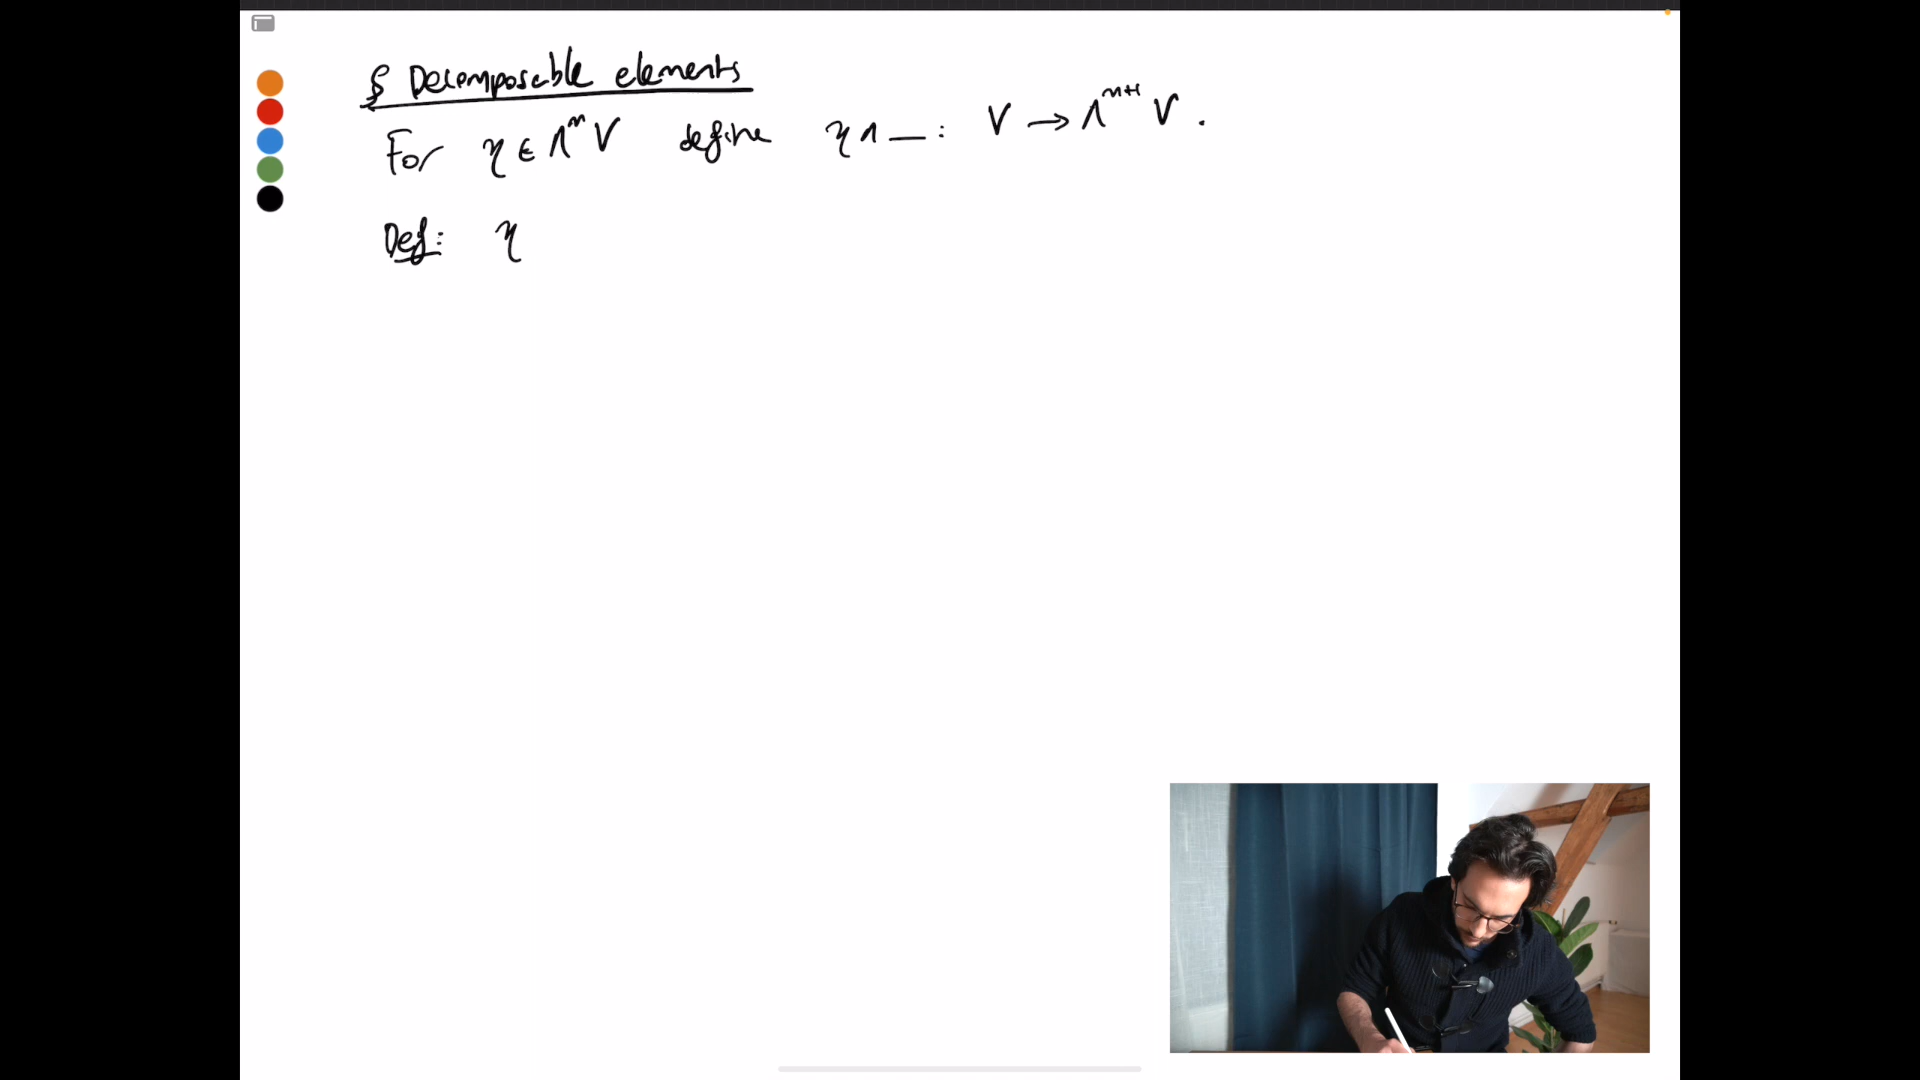 § Decomposable elements
For η ∈ Λ^m V define η ∧ — : V → Λ^{m+1} V .
Def: η